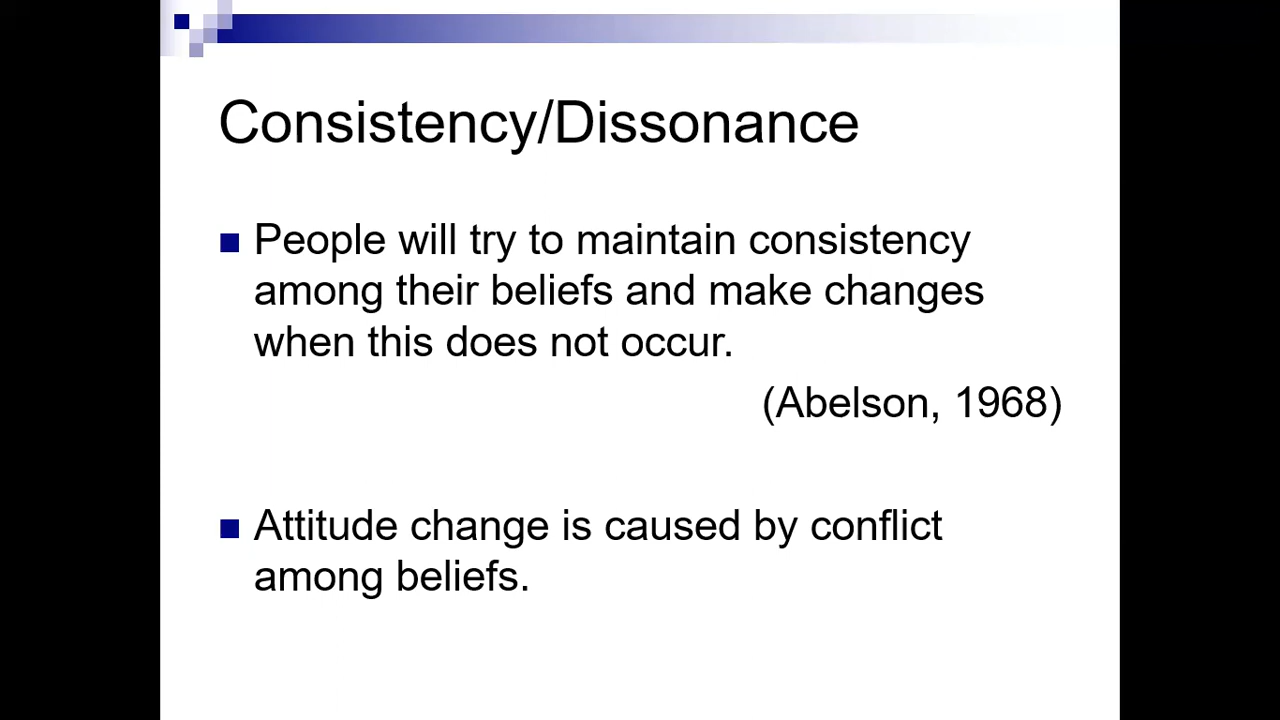 Consistency/Dissonance
People will try to maintain consistency
among their beliefs and make changes
when this does not occur.
(Abelson, 1968)
Attitude change is caused by conflict
among beliefs.